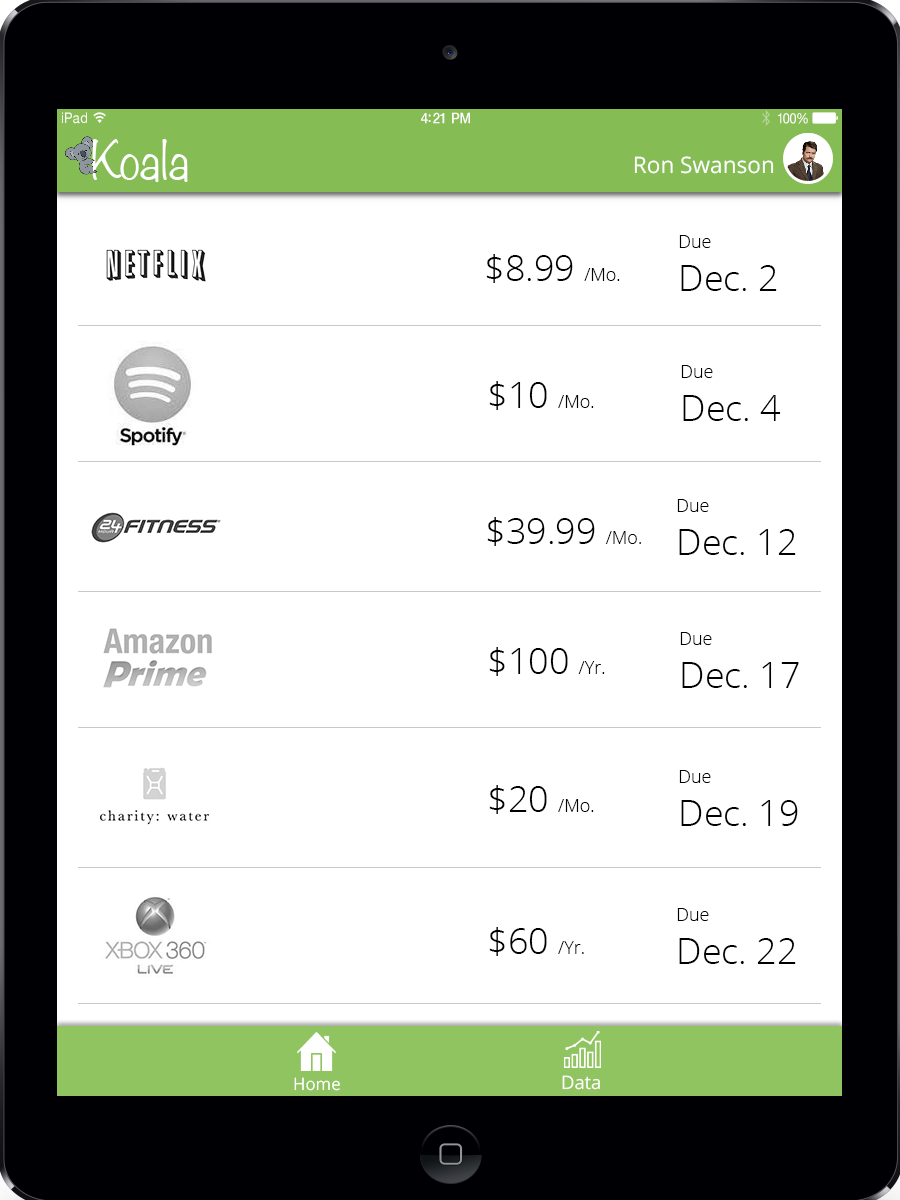 iPad 4:21 PM 100%
Koala
Ron Swanson
NETFLIX
$8.99 /Mo.
Due
Dec. 2
Spotify
$10 /Mo.
Due
Dec. 4
24 HOUR FITNESS
$39.99 /Mo.
Due
Dec. 12
Amazon
Prime
$100 /Yr.
Due
Dec. 17
charity: water
$20 /Mo.
Due
Dec. 19
XBOX 360
LIVE
$60 /Yr.
Due
Dec. 22
Home
Data